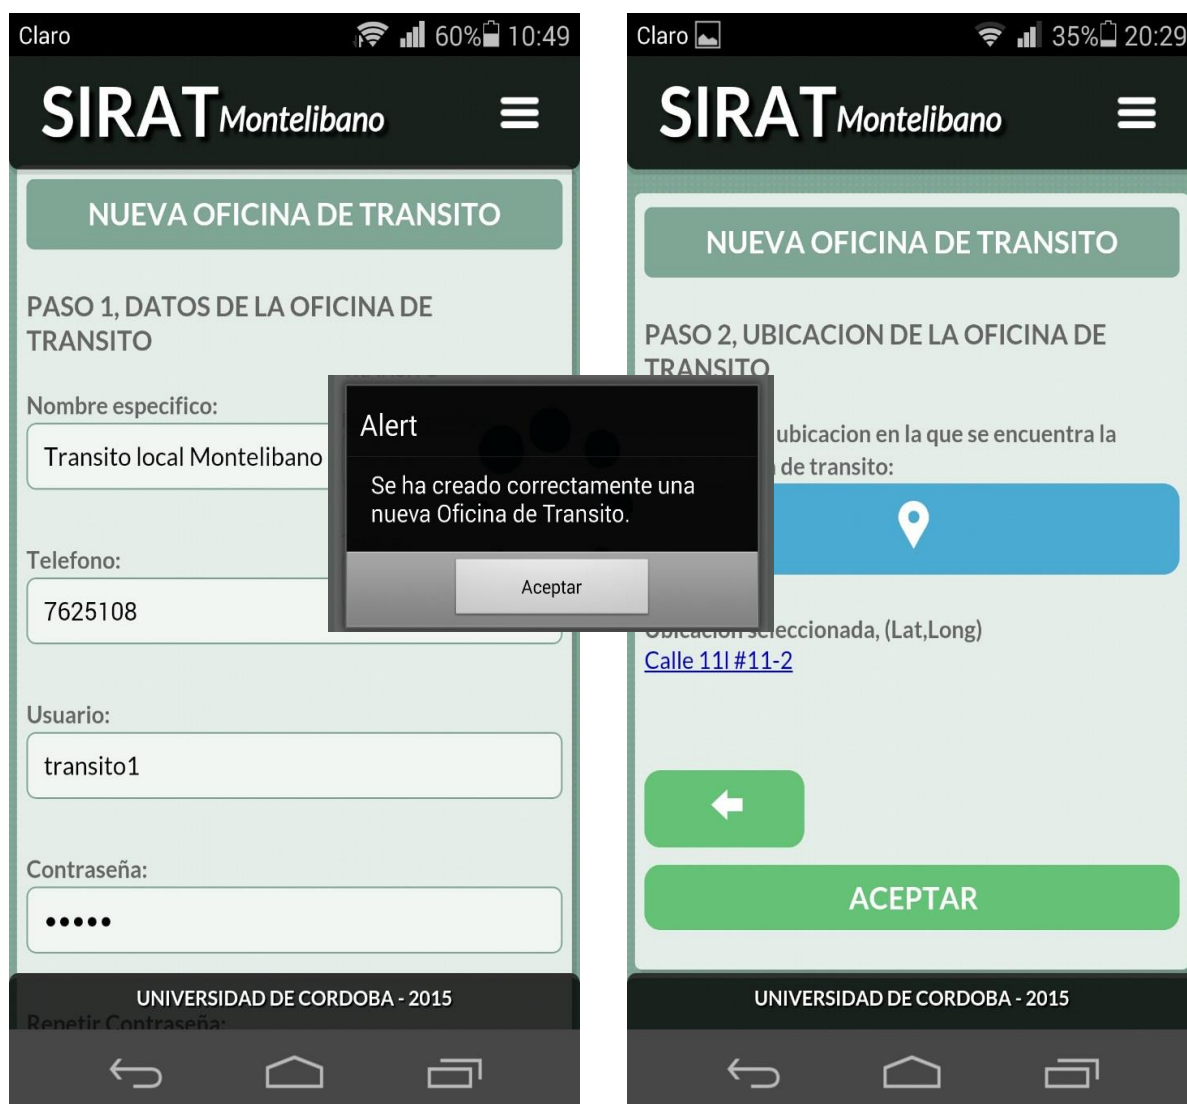 Claro
60% 10:49
SIRAT Montelibano
NUEVA OFICINA DE TRANSITO
PASO 1, DATOS DE LA OFICINA DE
TRANSITO
Nombre especifico:
Transito local Montelibano
Telefono:
7625108
Usuario:
transito1
Contraseña:
•••••
Repetir Contraseña:
UNIVERSIDAD DE CORDOBA - 2015
Alert
Se ha creado correctamente una
nueva Oficina de Transito.
Aceptar
Claro
35% 20:29
SIRAT Montelibano
NUEVA OFICINA DE TRANSITO
PASO 2, UBICACION DE LA OFICINA DE
TRANSITO
ubicacion en la que se encuentra la
de transito:
Ubicacion seleccionada, (Lat,Long)
Calle 11l #11-2
ACEPTAR
UNIVERSIDAD DE CORDOBA - 2015